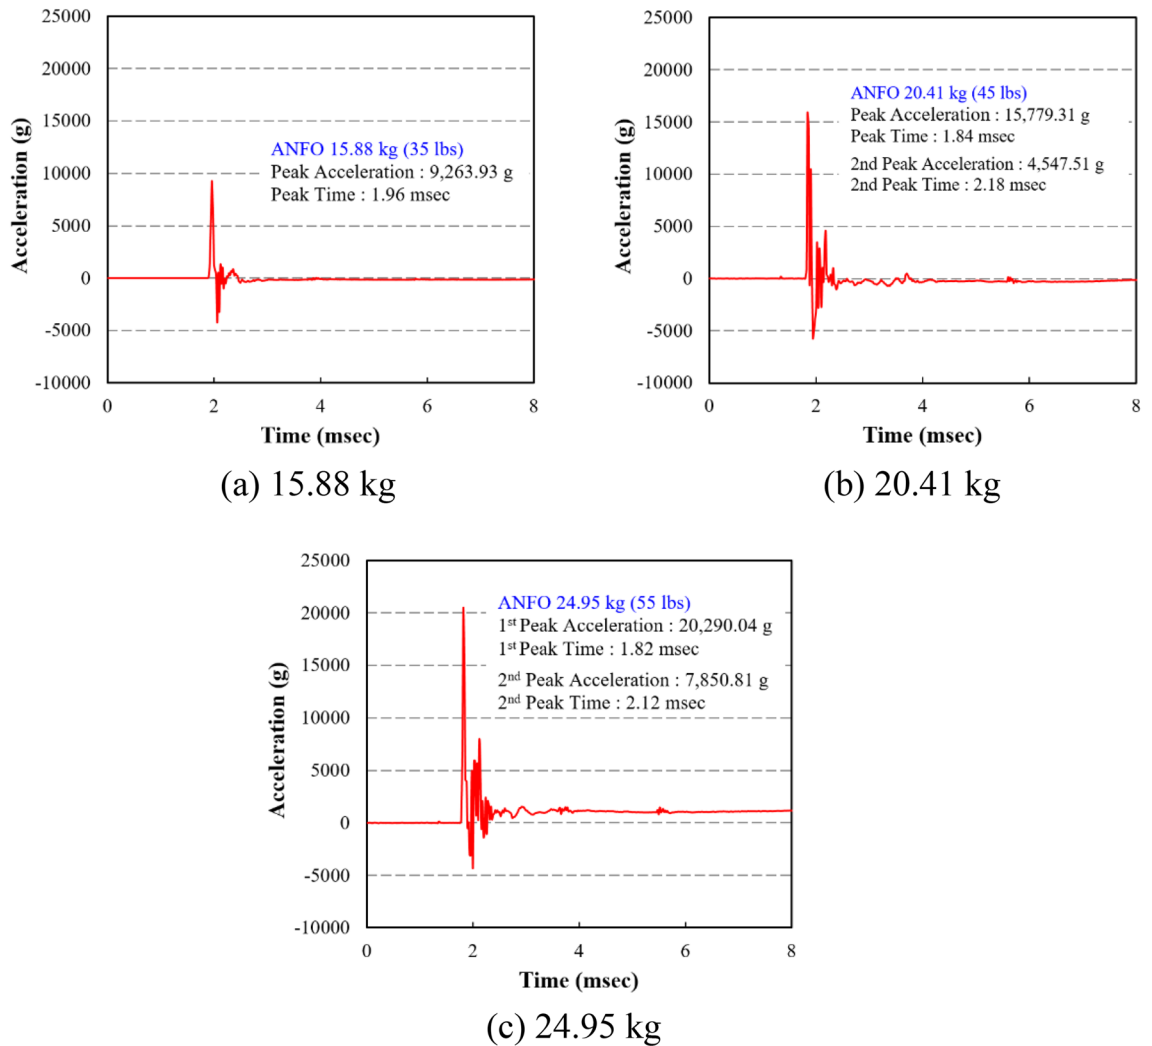 25000
20000
15000
10000
5000
0
-5000
-10000
Acceleration (g)
ANFO 15.88 kg (35 lbs)
Peak Acceleration : 9,263.93 g
Peak Time : 1.96 msec
0 2 4 6 8
Time (msec)
(a) 15.88 kg
25000
20000
15000
10000
5000
0
-5000
-10000
Acceleration (g)
ANFO 20.41 kg (45 lbs)
Peak Acceleration : 15,779.31 g
Peak Time : 1.84 msec
2nd Peak Acceleration : 4,547.51 g
2nd Peak Time : 2.18 msec
0 2 4 6 8
Time (msec)
(b) 20.41 kg
25000
20000
15000
10000
5000
0
-5000
-10000
Acceleration (g)
ANFO 24.95 kg (55 lbs)
1st Peak Acceleration : 20,290.04 g
1st Peak Time : 1.82 msec
2nd Peak Acceleration : 7,850.81 g
2nd Peak Time : 2.12 msec
0 2 4 6 8
Time (msec)
(c) 24.95 kg